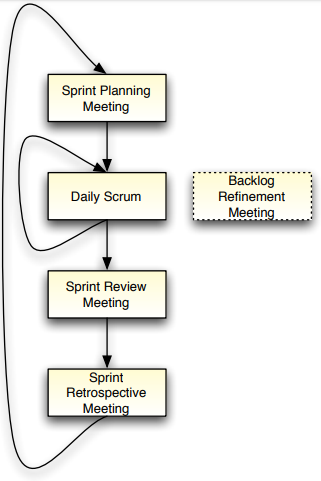 Sprint Planning
Meeting
Daily Scrum
Backlog
Refinement
Meeting
Sprint Review
Meeting
Sprint
Retrospective
Meeting